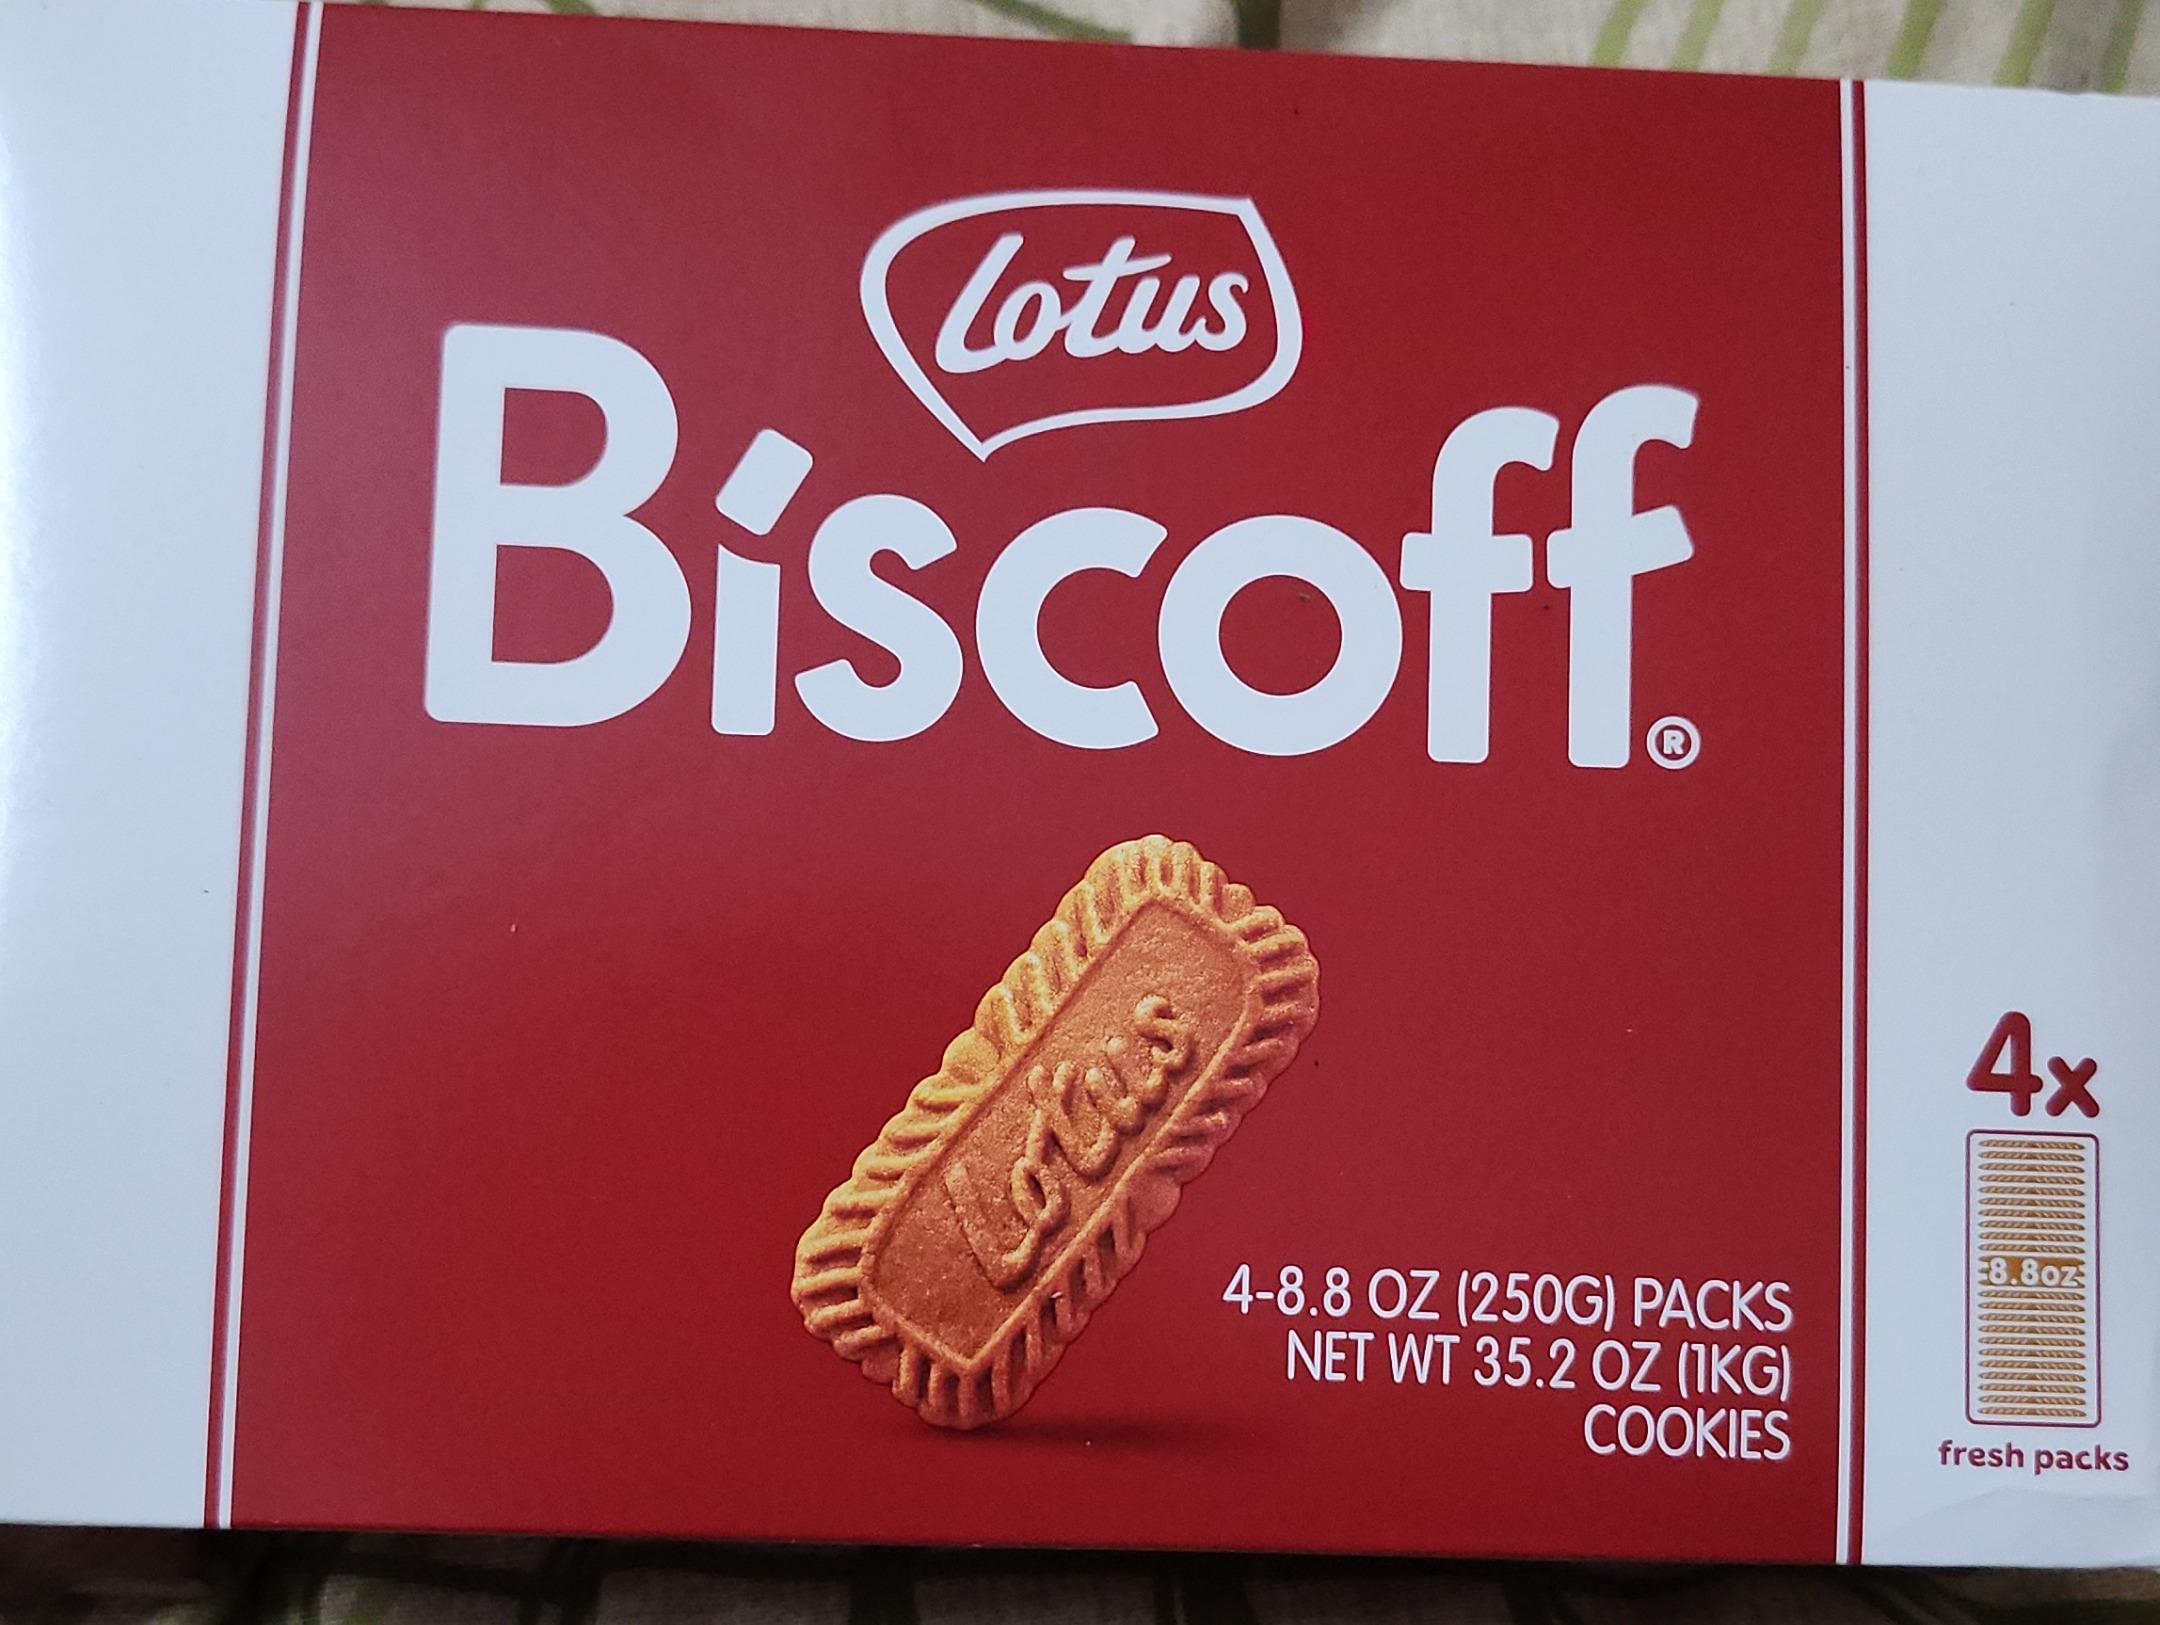 Lotus
Biscoff®
Lotus
4-8.8 OZ (250G) PACKS
NET WT 35.2 OZ (1KG)
COOKIES
4x
8.8oz
fresh packs